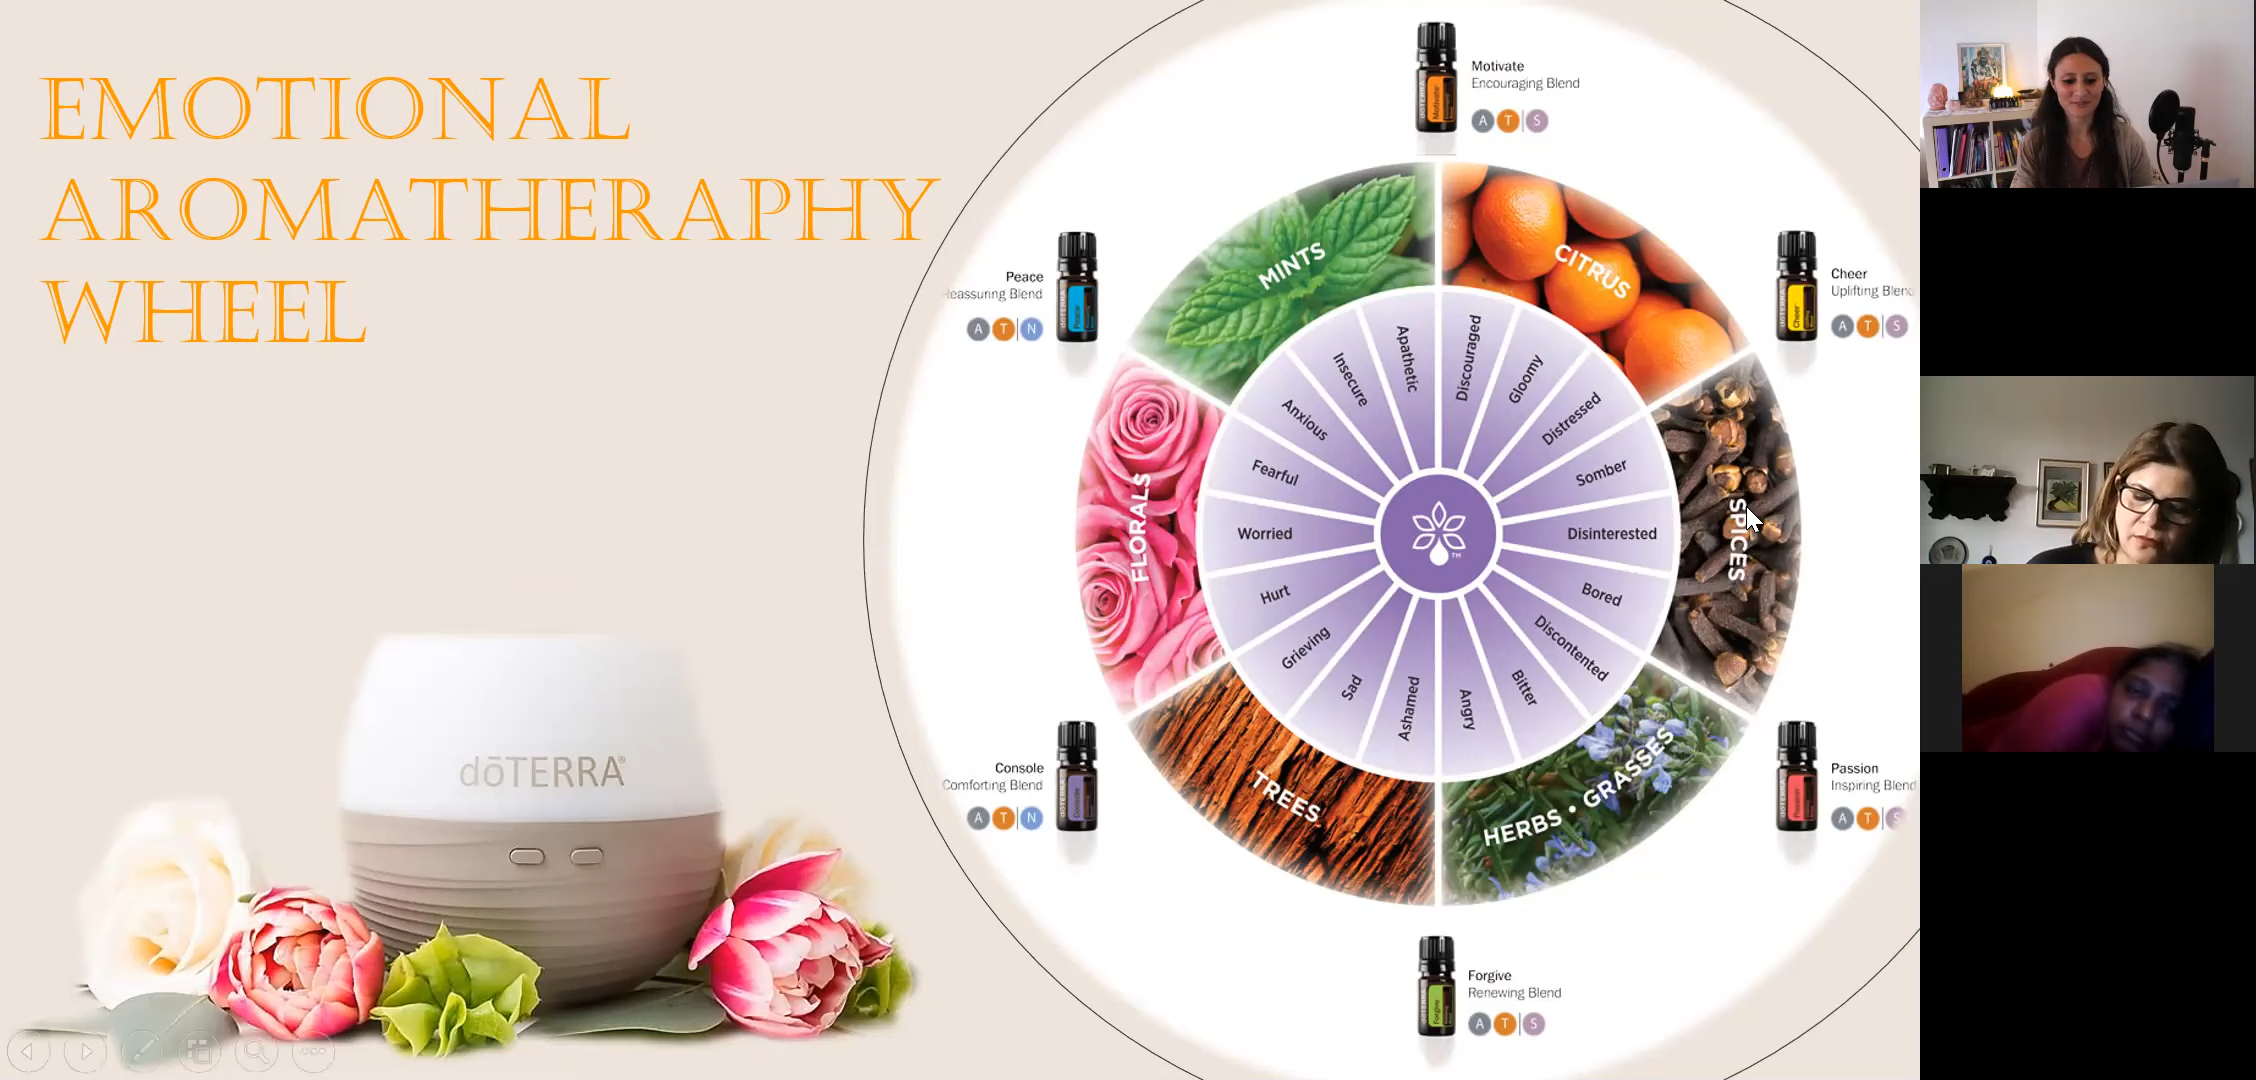 EMOTIONAL
AROMATHERAPHY
WHEEL
Motivate
Encouraging Blend
A T S
Peace
Reassuring Blend
A T N
Cheer
Uplifting Blend
A T S
MINTS
CITRUS
SPICES
HERBS • GRASSES
TREES
FLORALS
Discouraged
Gloomy
Distressed
Somber
Disinterested
Bored
Discontented
Bitter
Angry
Ashamed
Sad
Grieving
Hurt
Worried
Fearful
Anxious
Insecure
Apathetic
TM
Console
Comforting Blend
A T N
Passion
Inspiring Blend
A T S
Forgive
Renewing Blend
A T S
dōTERRA®